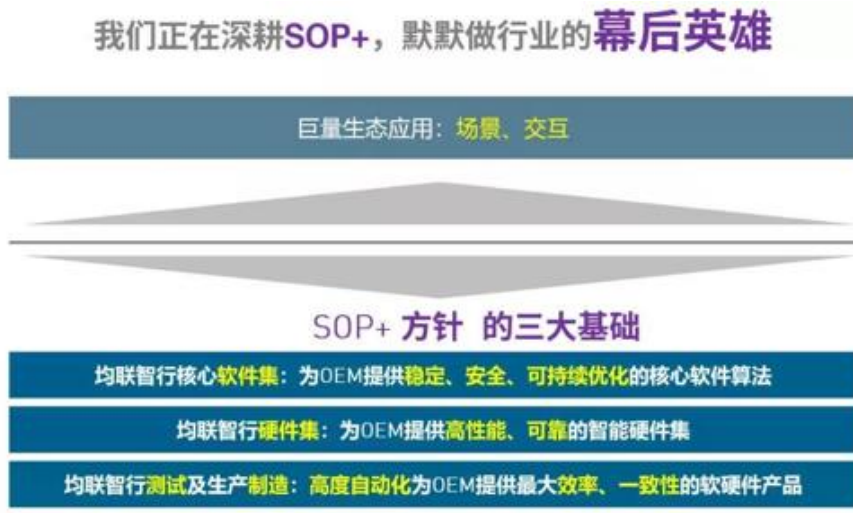 我们正在深耕SOP+，默默做行业的幕后英雄
巨量生态应用：场景、交互
SOP+ 方针 的三大基础
均联智行核心软件集：为OEM提供稳定、安全、可持续优化的核心软件算法
均联智行硬件集：为OEM提供高性能、可靠的智能硬件集
均联智行测试及生产制造：高度自动化为OEM提供最大效率、一致性的软硬件产品